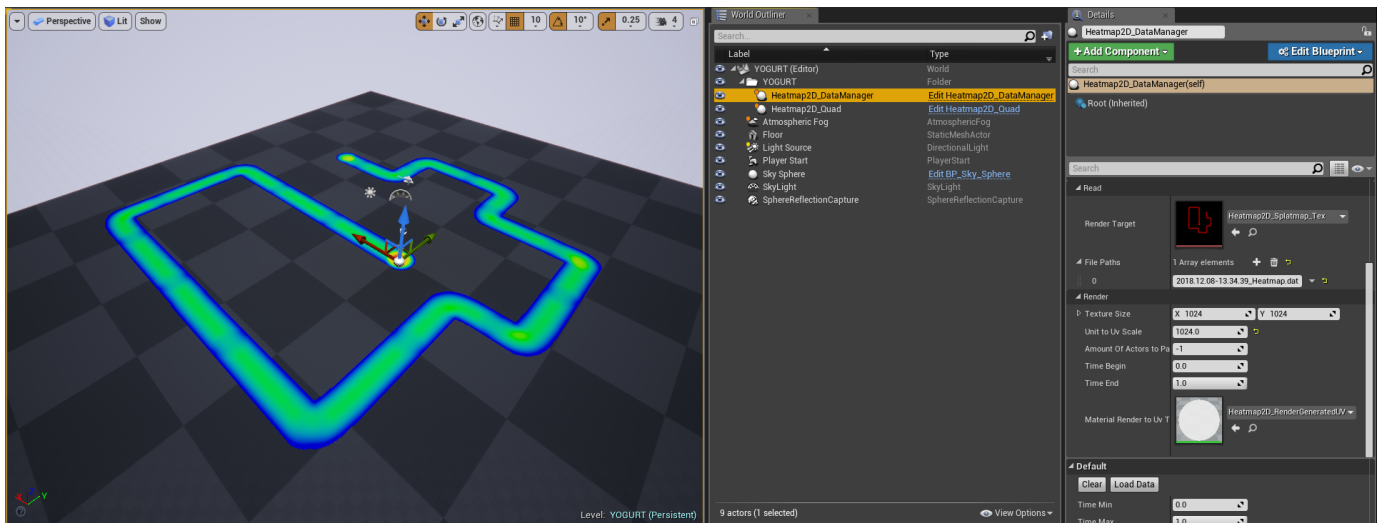 Perspective
Lit
Show
10
10°
0.25
4
Level: YOGURT (Persistent)
World Outliner
Search...
Label Type
YOGURT (Editor) World
YOGURT Folder
Heatmap2D_DataManager Edit Heatmap2D_DataManager
Heatmap2D_Quad Edit Heatmap2D_Quad
Atmospheric Fog AtmosphericFog
Floor StaticMeshActor
Light Source DirectionalLight
Player Start PlayerStart
Sky Sphere Edit BP_Sky_Sphere
SkyLight SkyLight
SphereReflectionCapture SphereReflectionCapture
9 actors (1 selected) View Options
Details
Heatmap2D_DataManager
+Add Component Edit Blueprint
Search
Heatmap2D_DataManager(self)
Root (Inherited)
Search
Read
Render Target Heatmap2D_Splatmap_Tex
File Paths 1 Array elements
0 2018.12.08-13.34.39_Heatmap.dat
Render
Texture Size X 1024 Y 1024
Unit to Uv Scale 1024.0
Amount Of Actors to Pa -1
Time Begin 0.0
Time End 1.0
Material Render to Uv T Heatmap2D_RenderGeneratedUV
Default
Clear Load Data
Time Min 0.0
Time Max 1.0
X Y